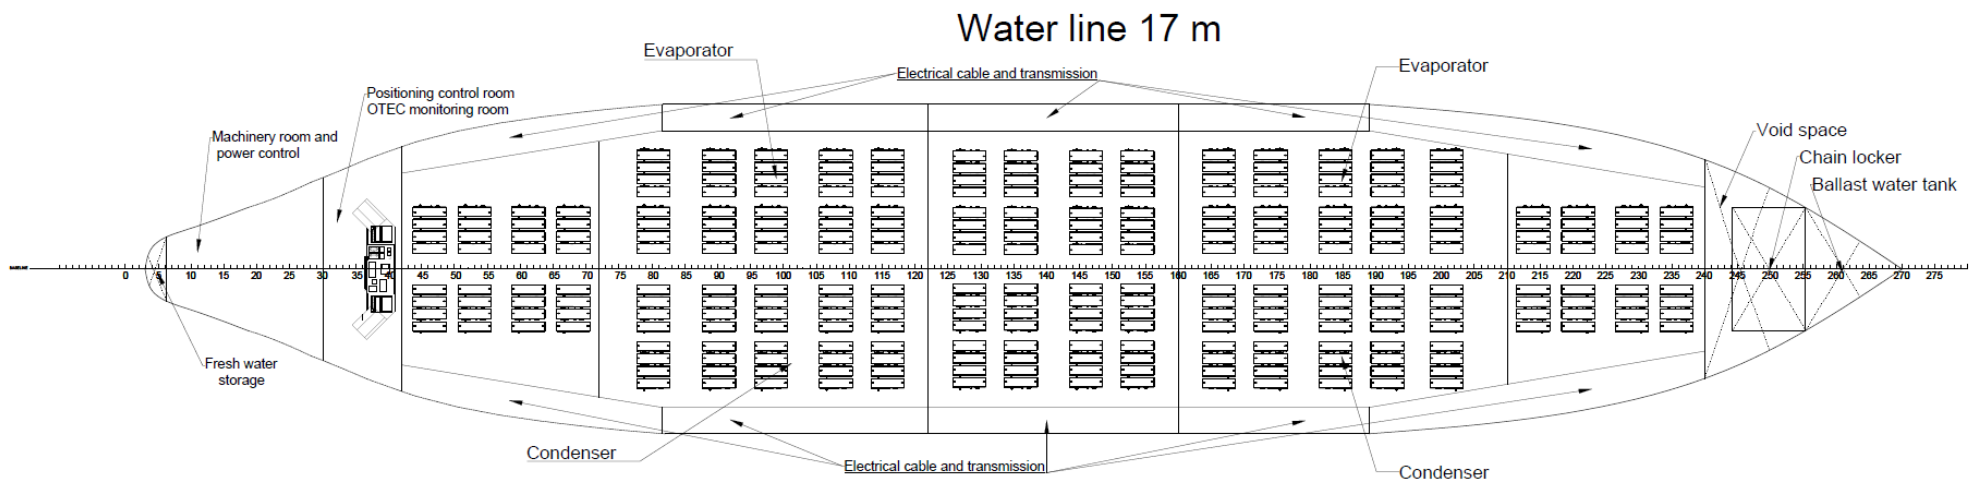 Water line 17 m
Evaporator
Electrical cable and transmission
Evaporator
Positioning control room
OTEC monitoring room
Machinery room and
power control
Void space
Chain locker
Ballast water tank
BASELINE
0 5 10 15 20 25 30 35 40 45 50 55 60 65 70 75 80 85 90 95 100 105 110 115 120 125 130 135 140 145 150 155 160 165 170 175 180 185 190 195 200 205 210 215 220 225 230 235 240 245 250 255 260 265 270 275
Fresh water
storage
Condenser
Electrical cable and transmission
Condenser